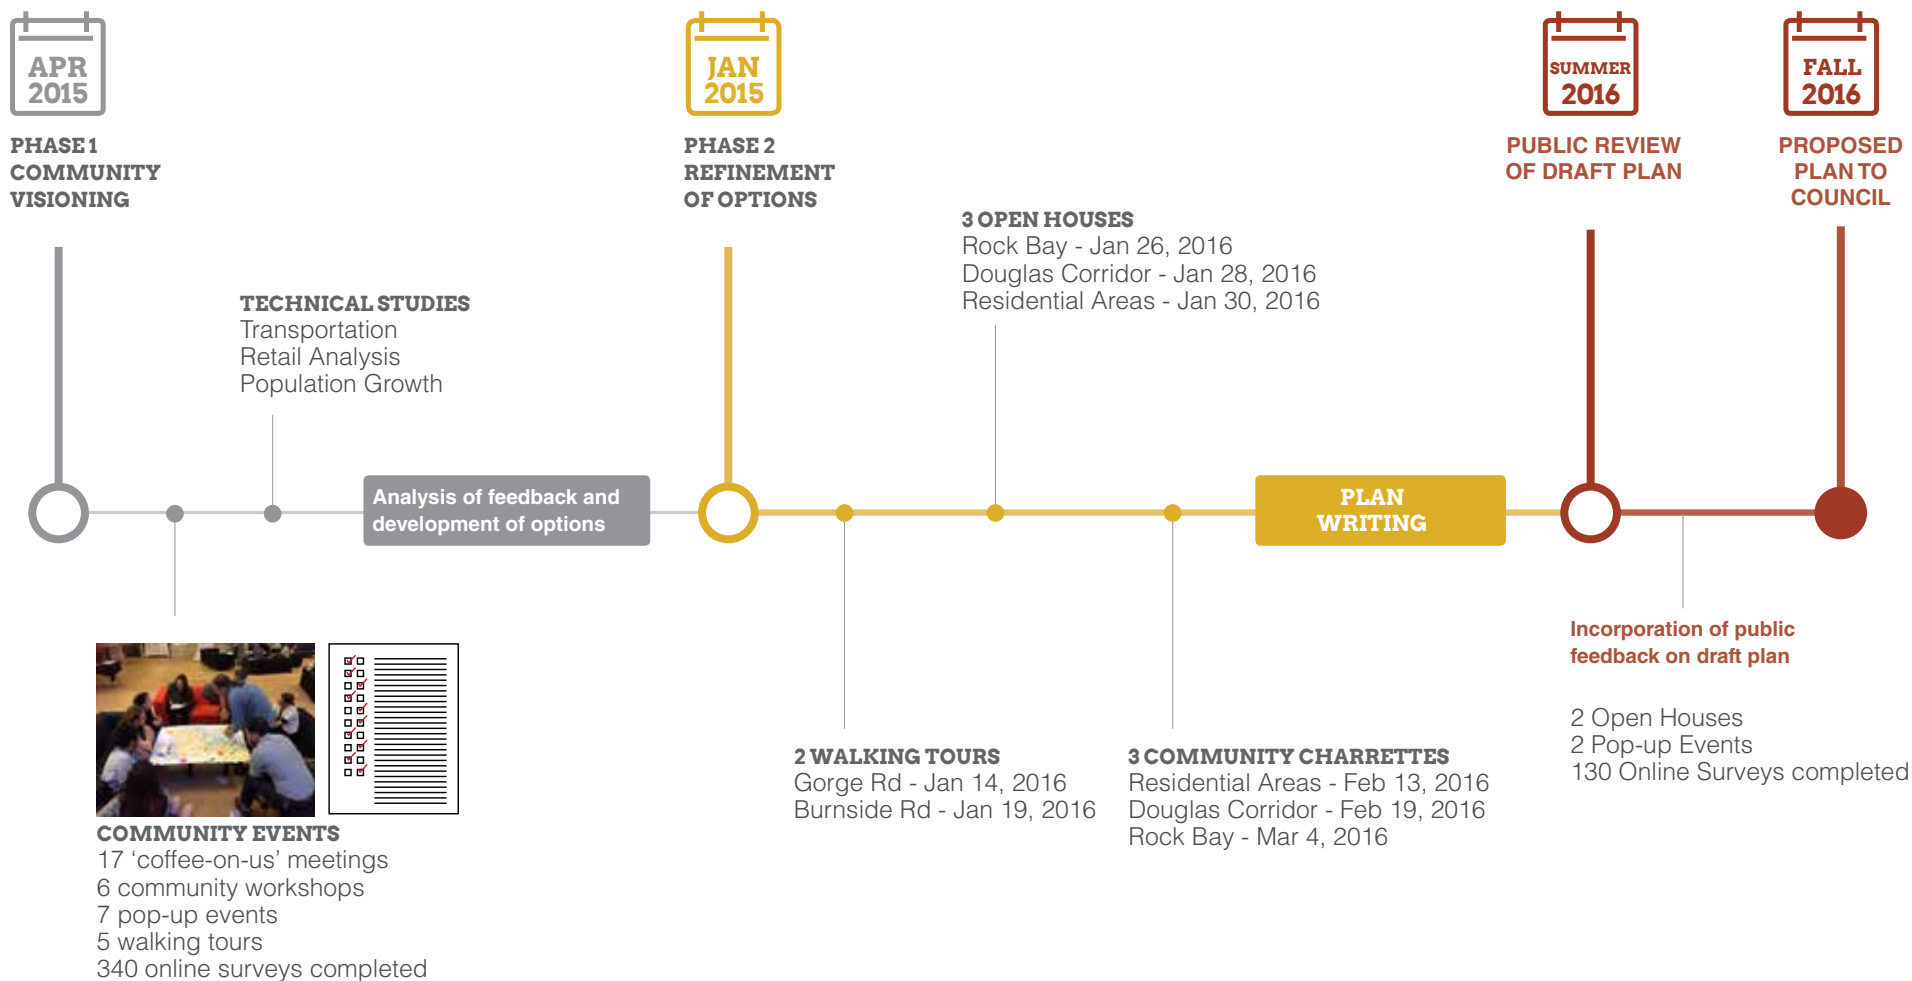 APR
2015
PHASE 1
COMMUNITY
VISIONING
JAN
2015
PHASE 2
REFINEMENT
OF OPTIONS
SUMMER
2016
PUBLIC REVIEW
OF DRAFT PLAN
FALL
2016
PROPOSED
PLAN TO
COUNCIL
TECHNICAL STUDIES
Transportation
Retail Analysis
Population Growth
3 OPEN HOUSES
Rock Bay - Jan 26, 2016
Douglas Corridor - Jan 28, 2016
Residential Areas - Jan 30, 2016
Analysis of feedback and
development of options
PLAN
WRITING
COMMUNITY EVENTS
17 ‘coffee-on-us’ meetings
6 community workshops
7 pop-up events
5 walking tours
340 online surveys completed
2 WALKING TOURS
Gorge Rd - Jan 14, 2016
Burnside Rd - Jan 19, 2016
3 COMMUNITY CHARRETTES
Residential Areas - Feb 13, 2016
Douglas Corridor - Feb 19, 2016
Rock Bay - Mar 4, 2016
Incorporation of public
feedback on draft plan
2 Open Houses
2 Pop-up Events
130 Online Surveys completed